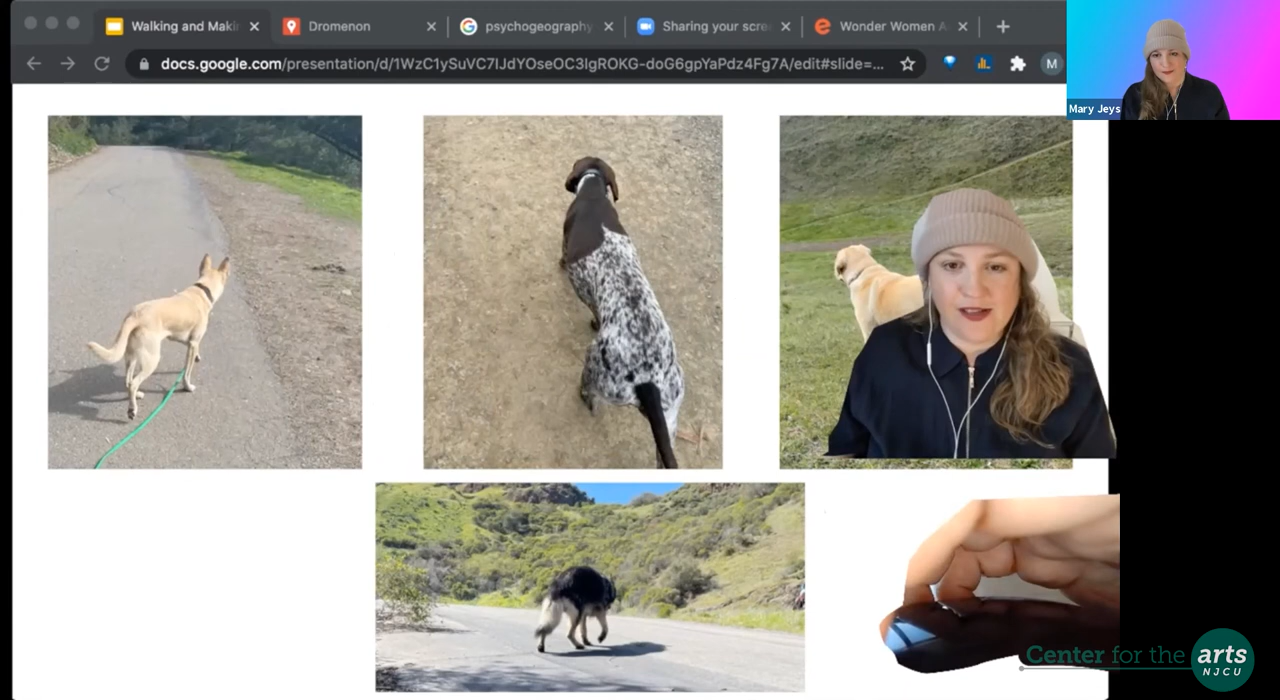 Walking and Maki
Dromenon
psychogeography
Sharing your scre
Wonder Women A
docs.google.com/presentation/d/1WzC1ySuVC7IJdYOseOC3lgROKG-doG6gpYaPdz4Fg7A/edit#slide=...
M
Mary Jeys
Center for the arts
NJCU